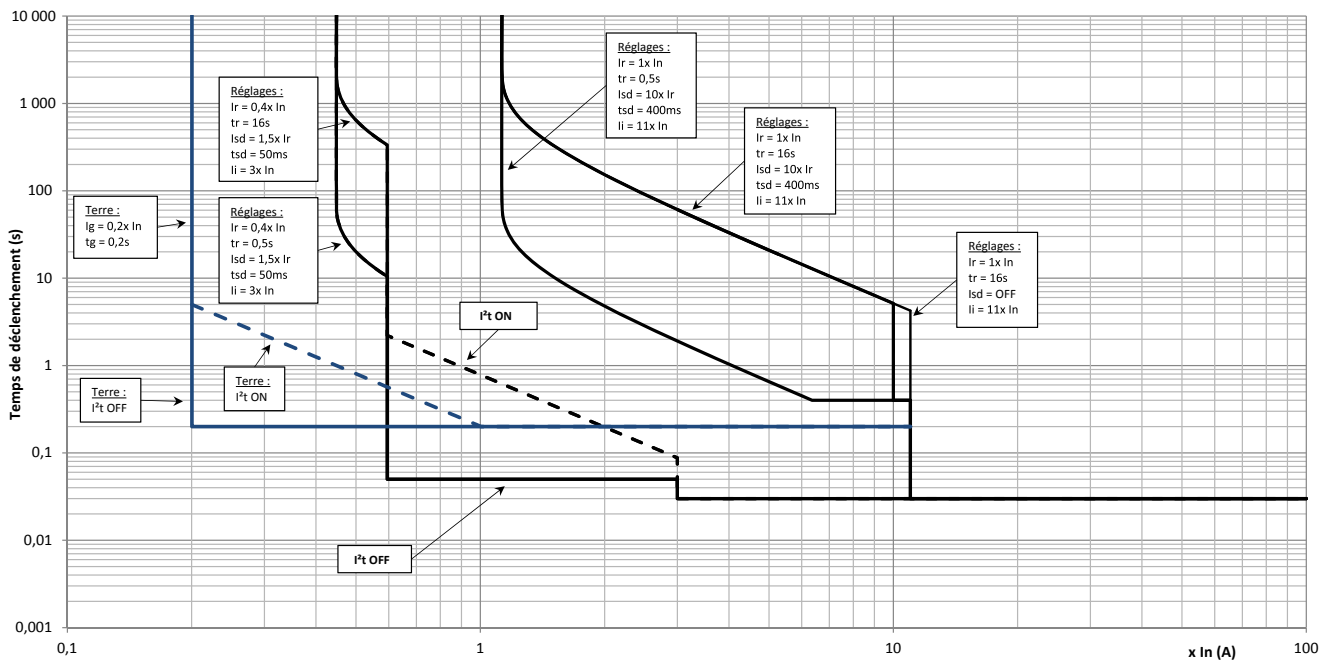 10 000
1 000
100
10
1
0,1
0,01
0,001
Temps de déclenchement (s)
0,1
1
10
100
x In (A)
Réglages :
Ir = 0,4x In
tr = 16s
Isd = 1,5x Ir
tsd = 50ms
Ii = 3x In
Réglages :
Ir = 1x In
tr = 0,5s
Isd = 10x Ir
tsd = 400ms
Ii = 11x In
Réglages :
Ir = 1x In
tr = 16s
Isd = 10x Ir
tsd = 400ms
Ii = 11x In
Terre :
Ig = 0,2x In
tg = 0,2s
Réglages :
Ir = 0,4x In
tr = 0,5s
Isd = 1,5x Ir
tsd = 50ms
Ii = 3x In
Réglages :
Ir = 1x In
tr = 16s
Isd = OFF
Ii = 11x In
I²t ON
Terre :
I²t OFF
Terre :
I²t ON
I²t OFF